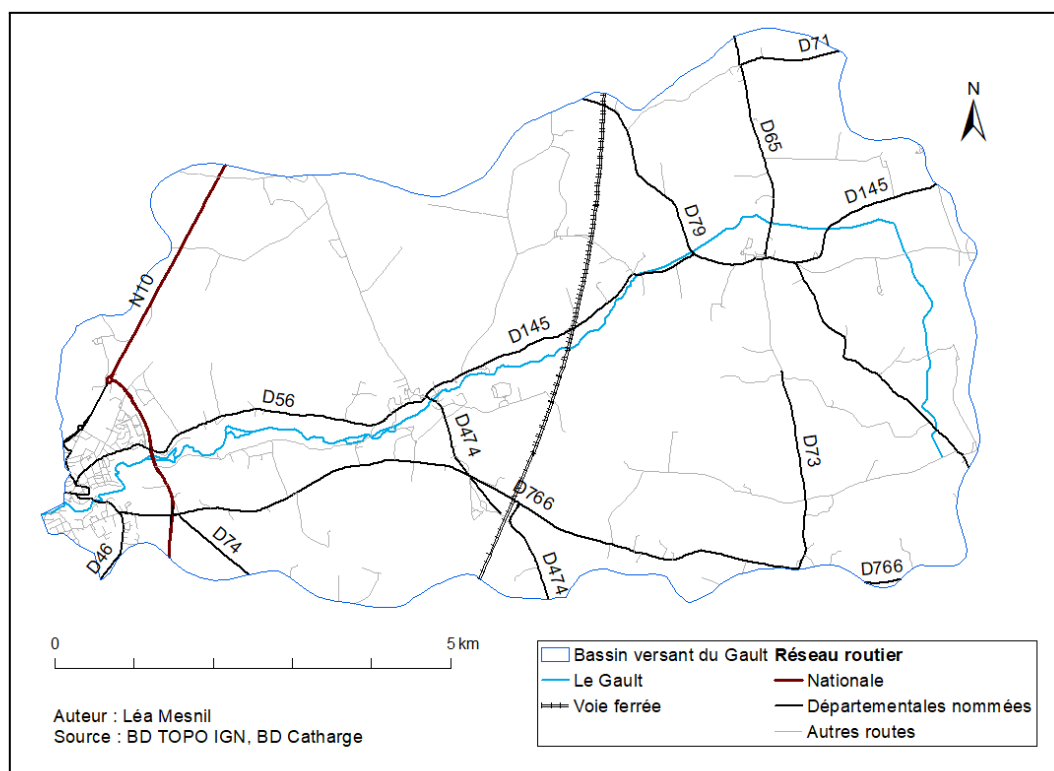 D71
N
D65
D145
D79
N10
D145
D56
D474
D73
D766
D74
D46
D474
D766
0
5 km
Bassin versant du Gault
Le Gault
Voie ferrée
Réseau routier
Nationale
Départementales nommées
Autres routes
Auteur : Léa Mesnil
Source : BD TOPO IGN, BD Catharge